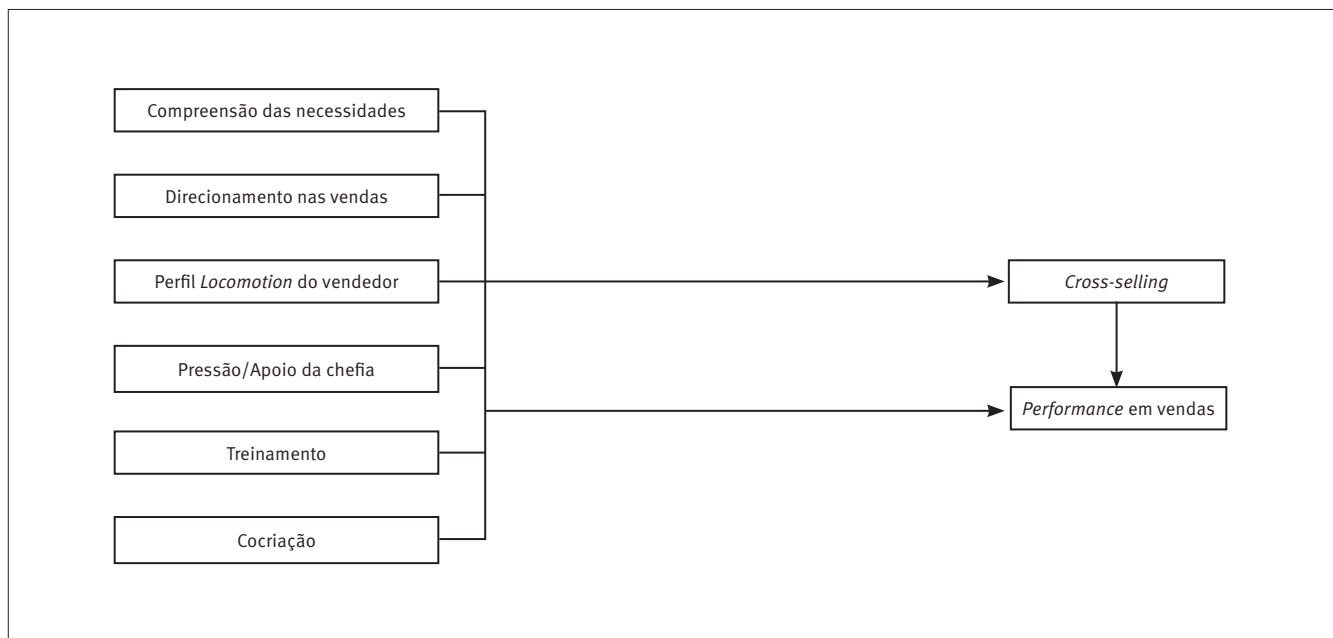 Compreensão das necessidades
Direcionamento nas vendas
Perfil Locomotion do vendedor
Cross-selling
Pressão/Apoio da chefia
Performance em vendas
Treinamento
Cocriação